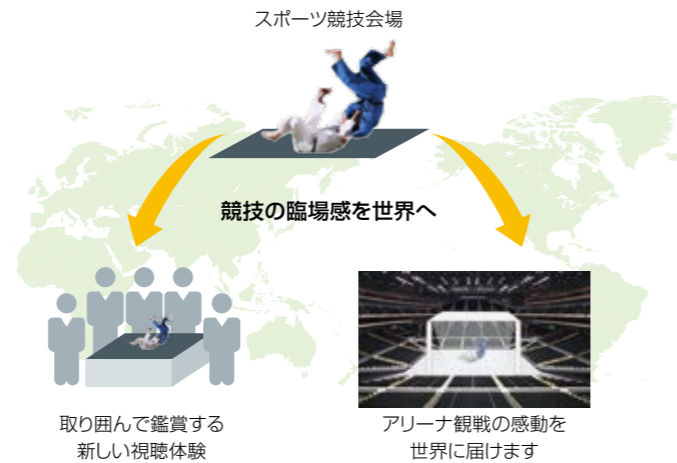 スポーツ競技会場
競技の臨場感を世界へ
取り囲んで鑑賞する
新しい視聴体験
アリーナ観戦の感動を
世界に届けます